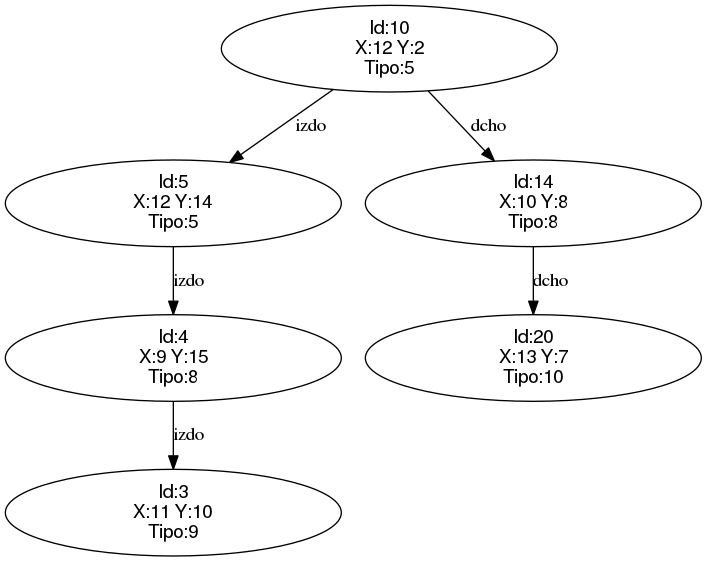 Id:10
X:12 Y:2
Tipo:5
izdo
dcho
Id:5
X:12 Y:14
Tipo:5
Id:14
X:10 Y:8
Tipo:8
izdo
dcho
Id:4
X:9 Y:15
Tipo:8
Id:20
X:13 Y:7
Tipo:10
izdo
Id:3
X:11 Y:10
Tipo:9